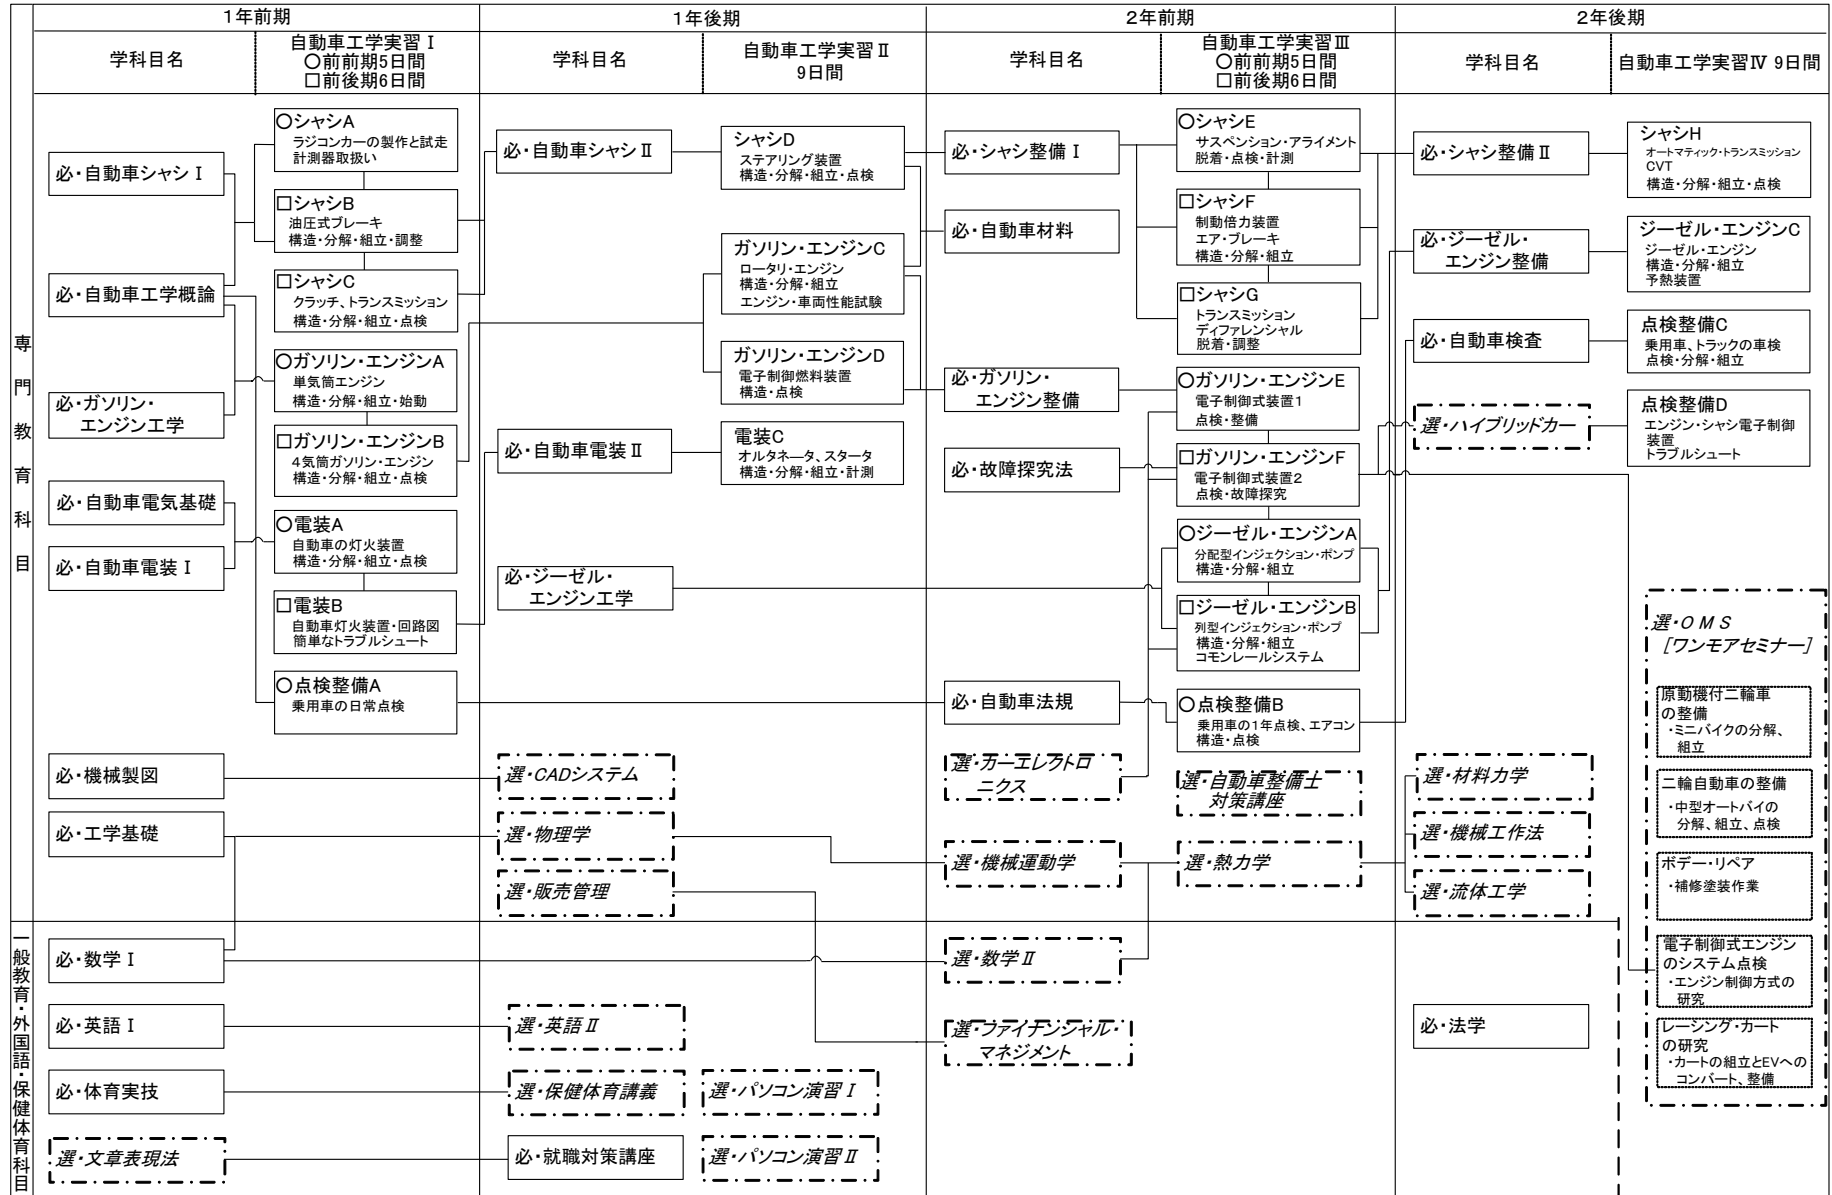 1年前期
1年後期
2年前期
2年後期
学科目名
自動車工学実習Ⅰ
○前前期5日間
□前後期6日間
学科目名
自動車工学実習Ⅱ
9日間
学科目名
自動車工学実習Ⅲ
○前前期5日間
□前後期6日間
学科目名
自動車工学実習Ⅳ 9日間
専門教育科目
必・自動車シャシⅠ
必・自動車工学概論
必・ガソリン・
エンジン工学
必・自動車電気基礎
必・自動車電装Ⅰ
必・機械製図
必・工学基礎
○シャシA
ラジコンカーの製作と試走
計測器取扱い
□シャシB
油圧式ブレーキ
構造・分解・組立・調整
□シャシC
クラッチ、トランスミッション
構造・分解・組立・点検
○ガソリン・エンジンA
単気筒エンジン
構造・分解・組立・始動
□ガソリン・エンジンB
4気筒ガソリン・エンジン
構造・分解・組立・点検
○電装A
自動車の灯火装置
構造・分解・組立・点検
□電装B
自動車灯火装置・回路図
簡単なトラブルシュート
○点検整備A
乗用車の日常点検
必・自動車シャシⅡ
必・自動車電装Ⅱ
必・ジーゼル・
エンジン工学
選・CADシステム
選・物理学
選・販売管理
シャシD
ステアリング装置
構造・分解・組立・点検
ガソリン・エンジンC
ロータリ・エンジン
構造・分解・組立
エンジン・車両性能試験
ガソリン・エンジンD
電子制御燃料装置
構造・点検
電装C
オルタネータ、スタータ
構造・分解・組立・計測
必・シャシ整備Ⅰ
必・自動車材料
必・ガソリン・
エンジン整備
必・故障探究法
必・自動車法規
選・カーエレクトロ
ニクス
選・機械運動学
○シャシE
サスペンション・アライメント
脱着・点検・計測
□シャシF
制動倍力装置
エア・ブレーキ
構造・分解・組立
□シャシG
トランスミッション
ディファレンシャル
脱着・調整
○ガソリン・エンジンE
電子制御式装置1
点検・整備
□ガソリン・エンジンF
電子制御式装置2
点検・故障探究
○ジーゼル・エンジンA
分配型インジェクション・ポンプ
構造・分解・組立
□ジーゼル・エンジンB
列型インジェクション・ポンプ
構造・分解・組立
コモンレールシステム
○点検整備B
乗用車の1年点検、エアコン
構造・点検
選・自動車整備士
対策講座
選・熱力学
必・シャシ整備Ⅱ
必・ジーゼル・
エンジン整備
必・自動車検査
選・ハイブリッドカー
選・材料力学
選・機械工作法
選・流体工学
シャシH
オートマティック・トランスミッション
CVT
構造・分解・組立・点検
ジーゼル・エンジンC
ジーゼル・エンジン
構造・分解・組立
予熱装置
点検整備C
乗用車、トラックの車検
点検・分解・組立
点検整備D
エンジン・シャシ電子制御
装置
トラブルシュート
選・OMS
[ワンモアセミナー]
原動機付二輪車
の整備
・ミニバイクの分解、
組立
二輪自動車の整備
・中型オートバイの
分解、組立、点検
ボデー・リペア
・補修塗装作業
電子制御式エンジン
のシステム点検
・エンジン制御方式の
研究
レーシング・カート
の研究
・カートの組立とEVへの
コンバート、整備
一般教育・外国語・保健体育科目
必・数学Ⅰ
必・英語Ⅰ
必・体育実技
選・文章表現法
選・英語Ⅱ
選・保健体育講義
必・就職対策講座
選・パソコン演習Ⅰ
選・パソコン演習Ⅱ
選・数学Ⅱ
選・ファイナンシャル・
マネジメント
必・法学